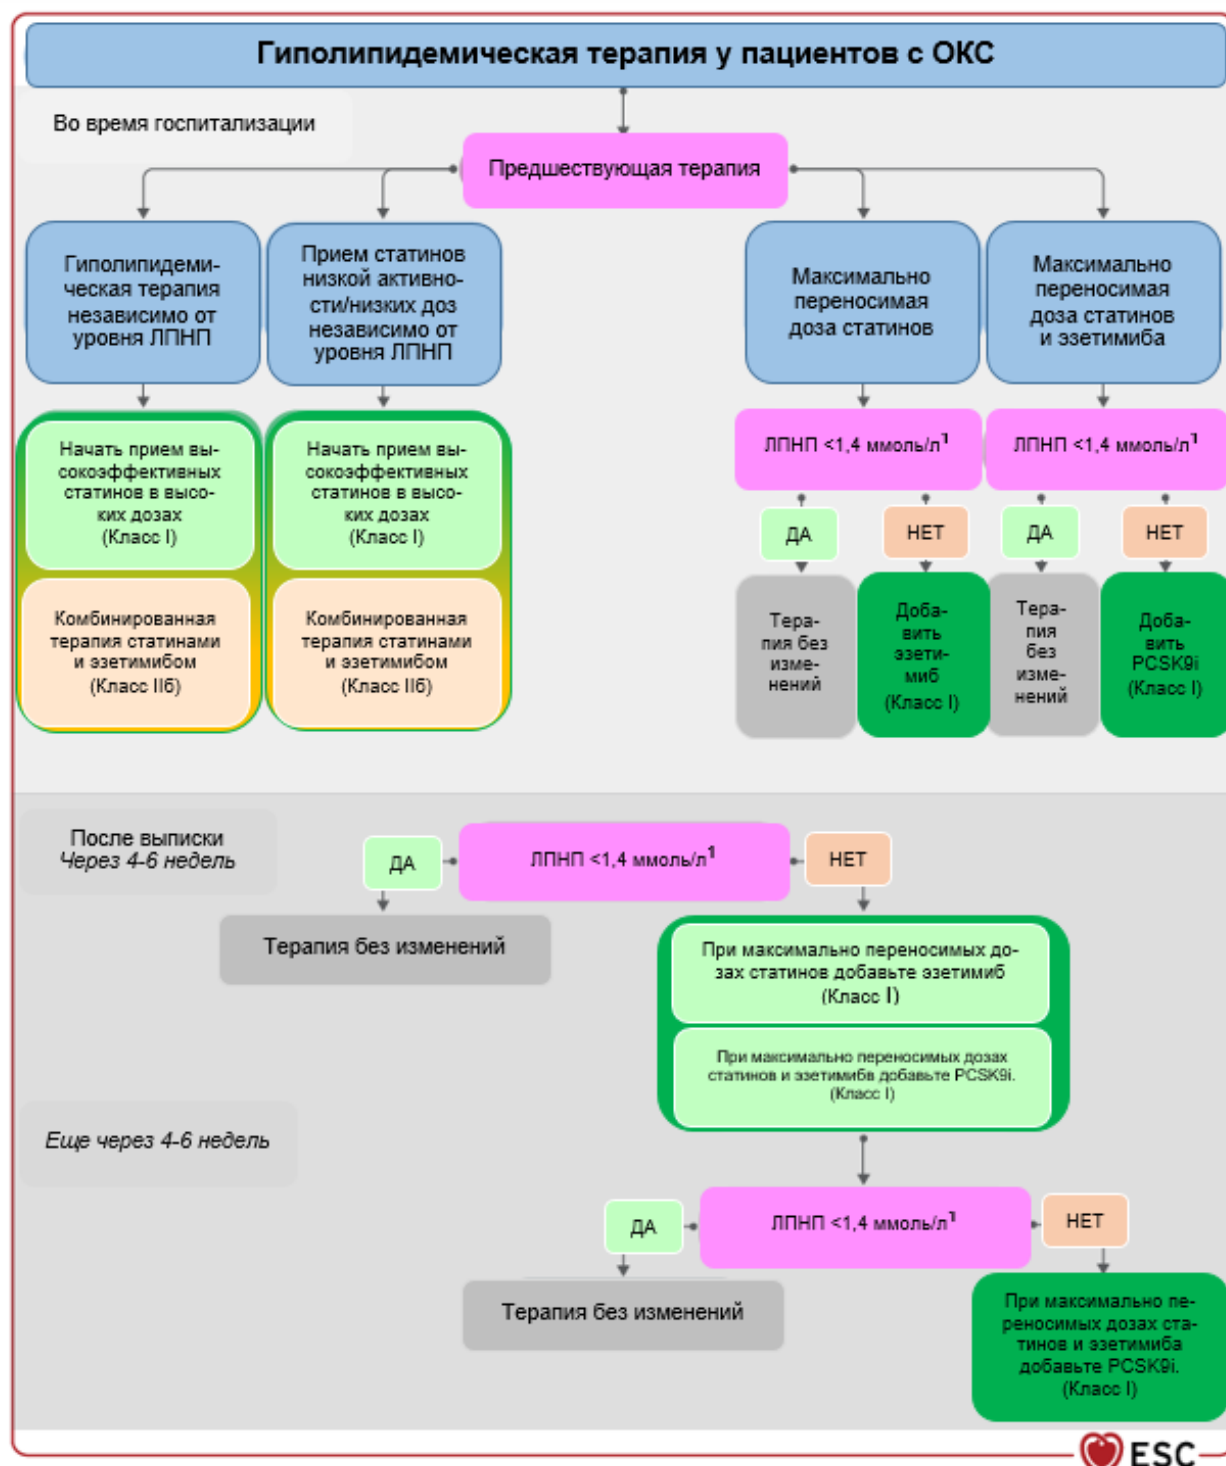 Гиполипидемическая терапия у пациентов с ОКС
Во время госпитализации
Предшествующая терапия
Гиполипидеми-
ическая терапия
независимо от
уровня ЛПНП
Прием статинов
низкой активно-
сти/низких доз
независимо от
уровня ЛПНП
Максимально
переносимая
доза статинов
Максимально
переносимая
доза статинов
и эзетимиба
Начать прием вы-
сокоэффективных
статинов в высо-
ких дозах
(Класс I)
Комбинированная
терапия статинами
и эзетимибом
(Класс IIб)
Начать прием вы-
сокоэффективных
статинов в высо-
ких дозах
(Класс I)
Комбинированная
терапия статинами
и эзетимибом
(Класс IIб)
ЛПНП <1,4 ммоль/л¹
ЛПНП <1,4 ммоль/л¹
ДА
НЕТ
ДА
НЕТ
Тера-
пия без
изме-
нений
Доба-
вить
эзети-
миб
(Класс I)
Тера-
пия
без
изме-
нений
Доба-
вить
PCSK9i
(Класс I)
После выписки
Через 4-6 недель
ДА
ЛПНП <1,4 ммоль/л¹
НЕТ
Терапия без изменений
При максимально переносимых до-
зах статинов добавьте эзетимиб
(Класс I)
При максимально переносимых дозах
статинов и эзетимибв добавьте PCSK9i.
(Класс I)
Еще через 4-6 недель
ДА
ЛПНП <1,4 ммоль/л¹
НЕТ
Терапия без изменений
При максимально пе-
реносимых дозах ста-
тинов и эзетимиба
добавьте PCSK9i.
(Класс I)
ESC